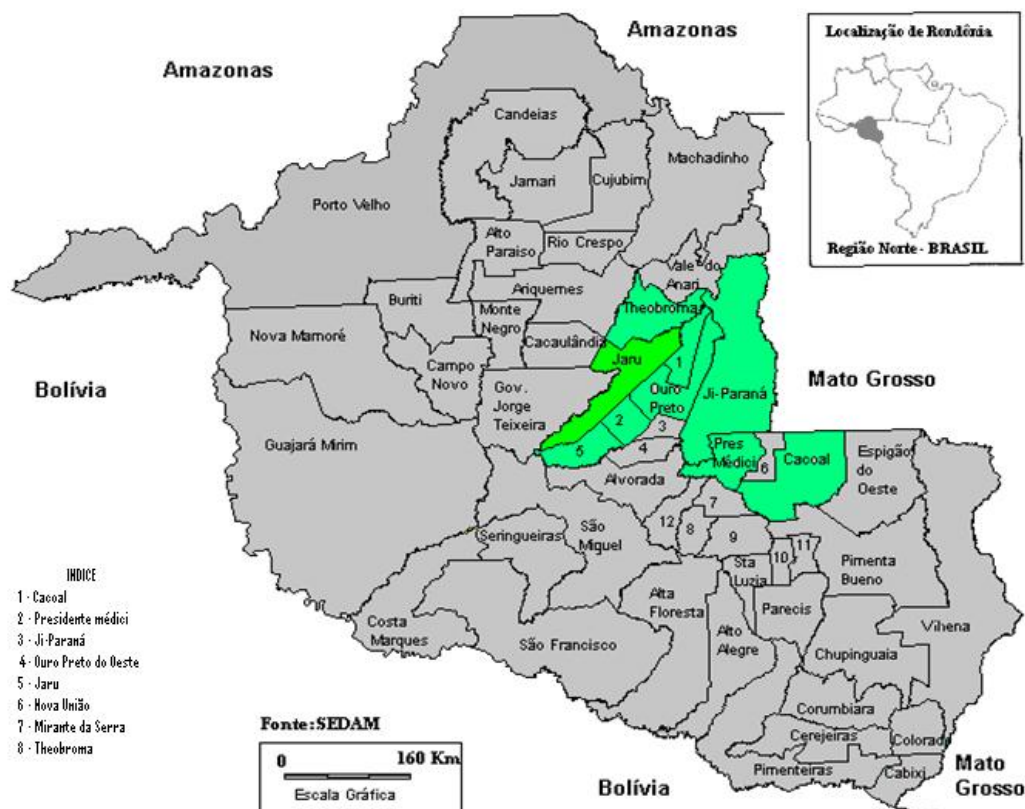 Amazonas
Amazonas
Localização de Rondônia
Região Norte - BRASIL
Candeias
Jamari
Cujubim
Machadinho
Porto Velho
Alto
Paraiso
Rio Crespo
Vale do
Anari
Ariquemes
Buriti
Monte
Negro
Theobroma
Nova Mamoré
Cacaulândia
Campo
Novo
Jaru
1
Bolívia
Gov.
Jorge
Teixeira
Ouro
Preto
Ji-Paraná
Mato Grosso
2
3
4
5
Guajará Mirim
Pres
Médici
6
Cacoal
Espigão
do
Oeste
Alvorada
7
12
8
9
10
11
Seringueiras
São
Miguel
Sta
Luzia
Pimenta
Bueno
Alta
Floresta
Parecis
Costa
Marques
São Francisco
Alto
Alegre
Vihena
Chupinguaia
Corumbiara
Cerejeiras
Colorado
Pimenteiras
Cabixi
Mato
Grosso
Bolívia
INDICE
1 - Cacoal
2 - Presidente médici
3 - Ji-Paraná
4 - Ouro Preto do Oeste
5 - Jaru
6 - Nova União
7 - Mirante da Serra
8 - Theobroma
Fonte:SEDAM
0 160 Km
Escala Gráfica